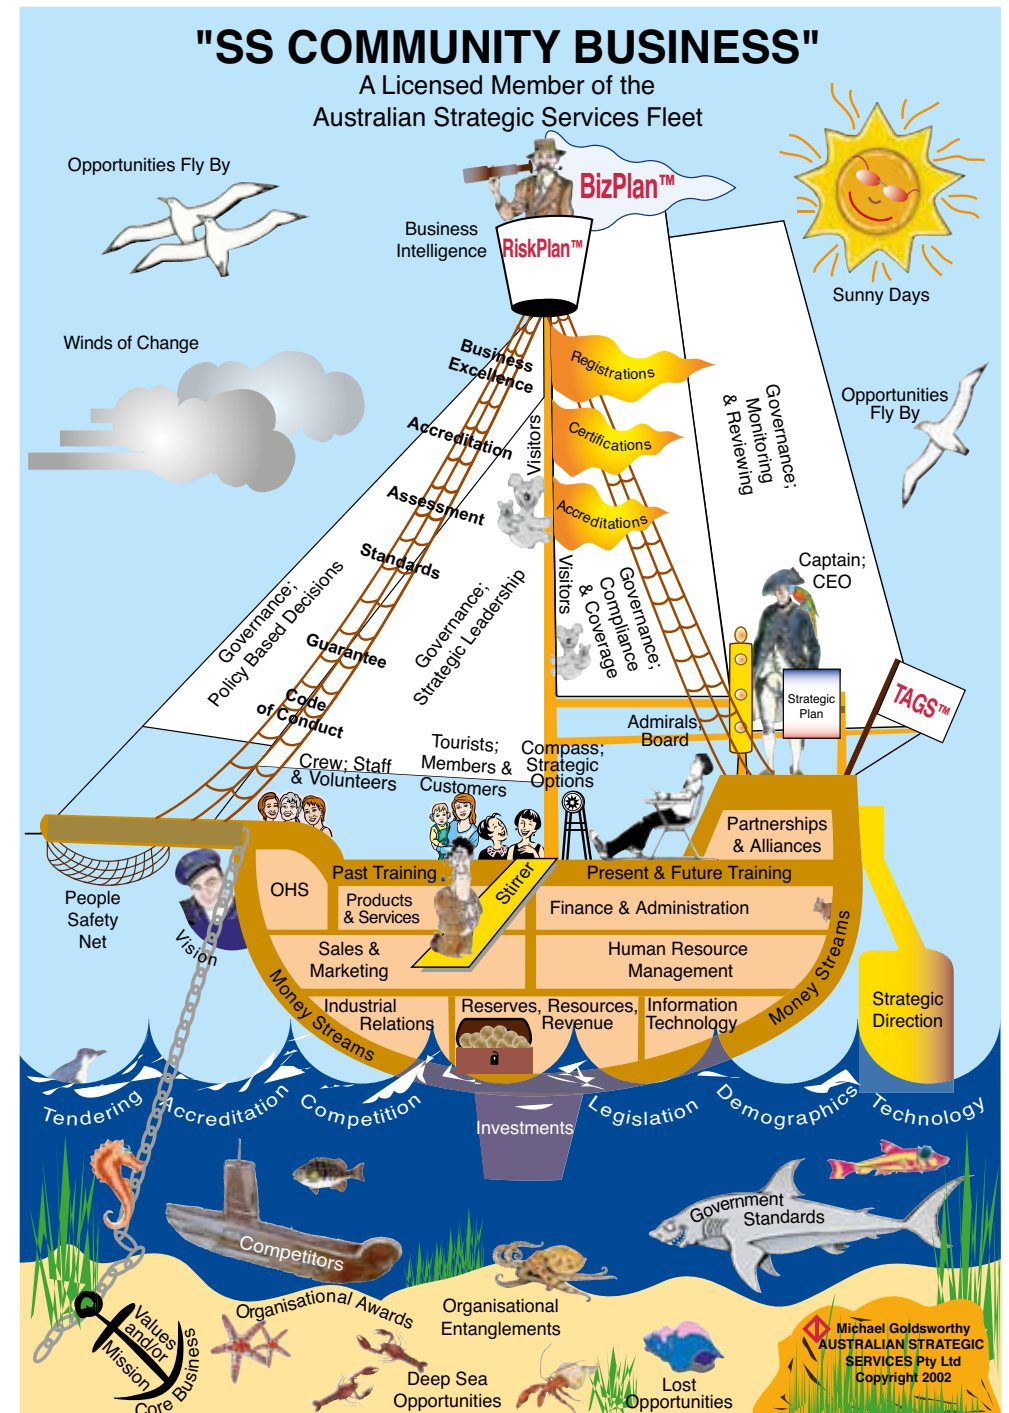 "SS COMMUNITY BUSINESS"
A Licensed Member of the
Australian Strategic Services Fleet
Opportunities Fly By
BizPlan™
Business
Intelligence
RiskPlan™
Sunny Days
Winds of Change
Business
Excellence
Registrations
Opportunities
Fly By
Governance;
Monitoring
& Reviewing
Accreditation
Visitors
Certifications
Assessment
Accreditations
Standards
Captain;
CEO
Governance;
Policy Based Decisions
Governance;
Strategic Leadership
Visitors
Governance;
Compliance
& Coverage
Guarantee
Code
of Conduct
Strategic
Plan
TAGS™
Admirals;
Board
Crew; Staff
& Volunteers
Tourists;
Members &
Customers
Compass;
Strategic
Options
Partnerships
& Alliances
People
Safety
Net
Vision
OHS
Past Training
Stirrer
Present & Future Training
Products
& Services
Finance & Administration
Sales &
Marketing
Human Resource
Management
Money Streams
Industrial
Relations
Reserves, Resources,
Revenue
Information
Technology
Money Streams
Strategic
Direction
Tendering
Accreditation
Competition
Investments
Legislation
Demographics
Technology
Government
Standards
Competitors
Organisational Awards
Organisational
Entanglements
Values
and/or
Mission
Core Business
Deep Sea
Opportunities
Lost
Opportunities
Michael Goldsworthy
AUSTRALIAN STRATEGIC
SERVICES Pty Ltd
Copyright 2002